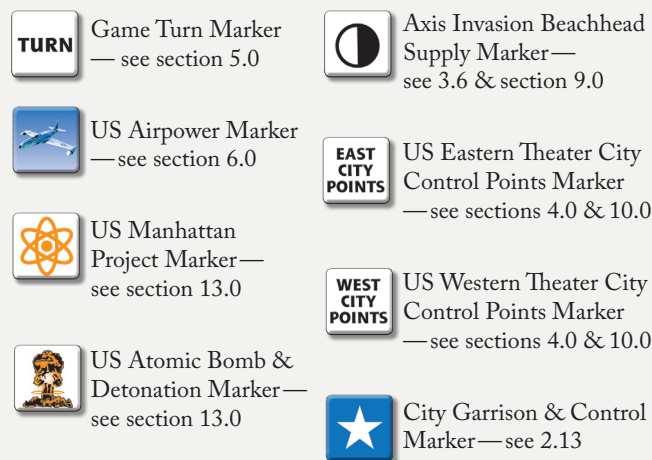 TURN
Game Turn Marker
— see section 5.0
US Airpower Marker
— see section 6.0
US Manhattan
Project Marker—
see section 13.0
US Atomic Bomb &
Detonation Marker—
see section 13.0
Axis Invasion Beachhead
Supply Marker—
see 3.6 & section 9.0
EAST
CITY
POINTS
US Eastern Theater City
Control Points Marker
—see sections 4.0 & 10.0
WEST
CITY
POINTS
US Western Theater City
Control Points Marker
—see sections 4.0 & 10.0
City Garrison & Control
Marker—see 2.13